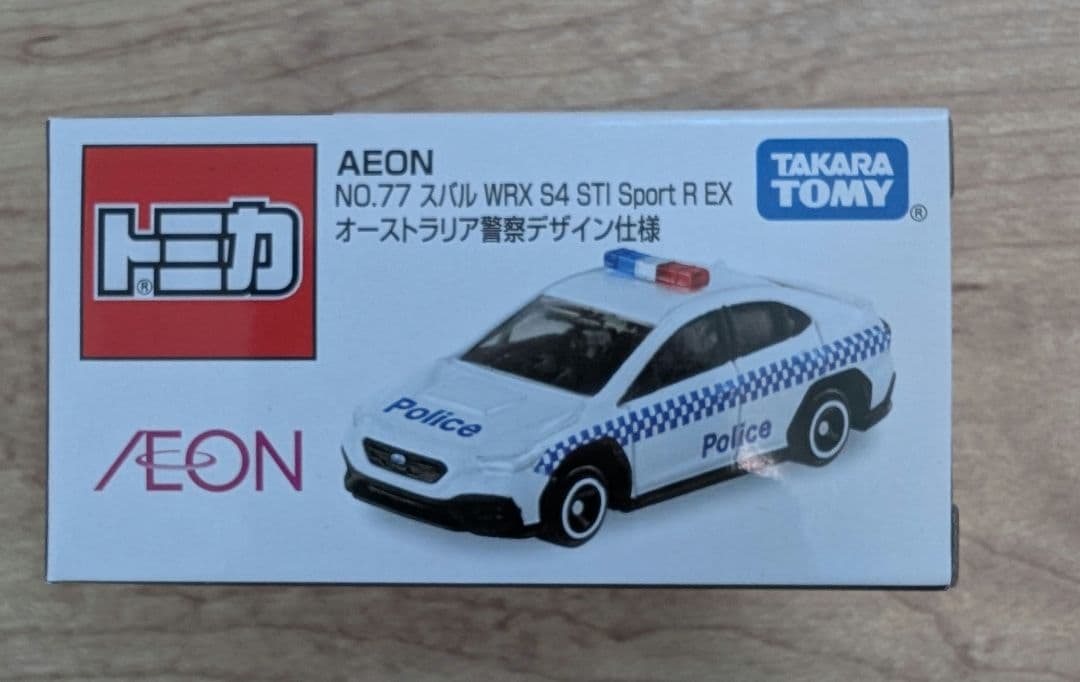 トミカ®
AEON
NO.77 スバル WRX S4 STI Sport R EX
オーストラリア警察デザイン仕様
TAKARA
TOMY®
Police
Police
ÆON